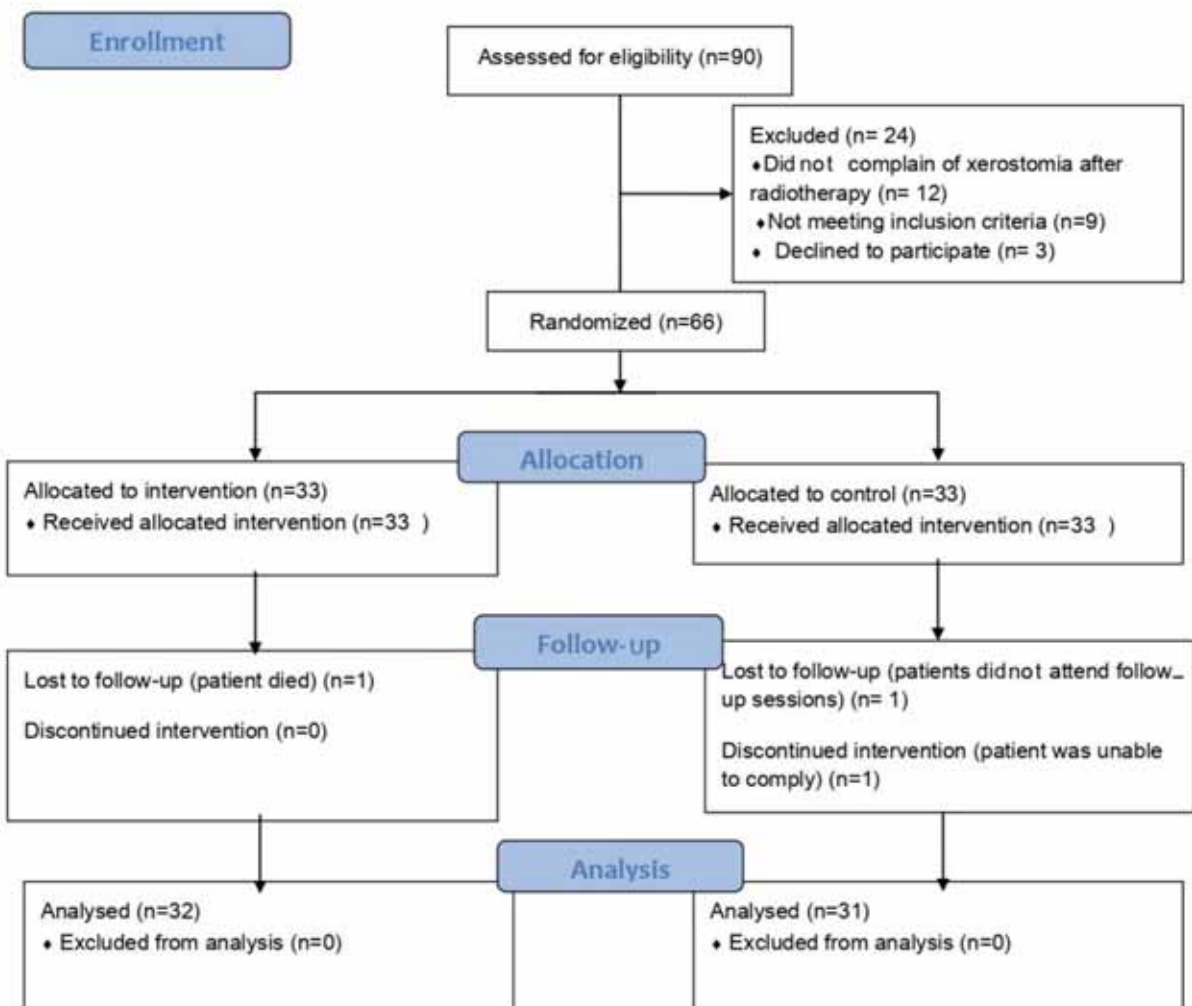 Enrollment
Assessed for eligibility (n=90)
Excluded (n= 24)
♦Did not complain of xerostomia after
radiotherapy (n= 12)
♦Not meeting inclusion criteria (n=9)
♦ Declined to participate (n= 3)
Randomized (n=66)
Allocation
Allocated to intervention (n=33)
♦ Received allocated intervention (n=33 )
Allocated to control (n=33)
♦ Received allocated intervention (n=33 )
Follow-up
Lost to follow-up (patient died) (n=1)
Discontinued intervention (n=0)
Lost to follow-up (patients did not attend follow-
up sessions) (n= 1)
Discontinued intervention (patient was unable
to comply) (n=1)
Analysis
Analysed (n=32)
♦ Excluded from analysis (n=0)
Analysed (n=31)
♦ Excluded from analysis (n=0)